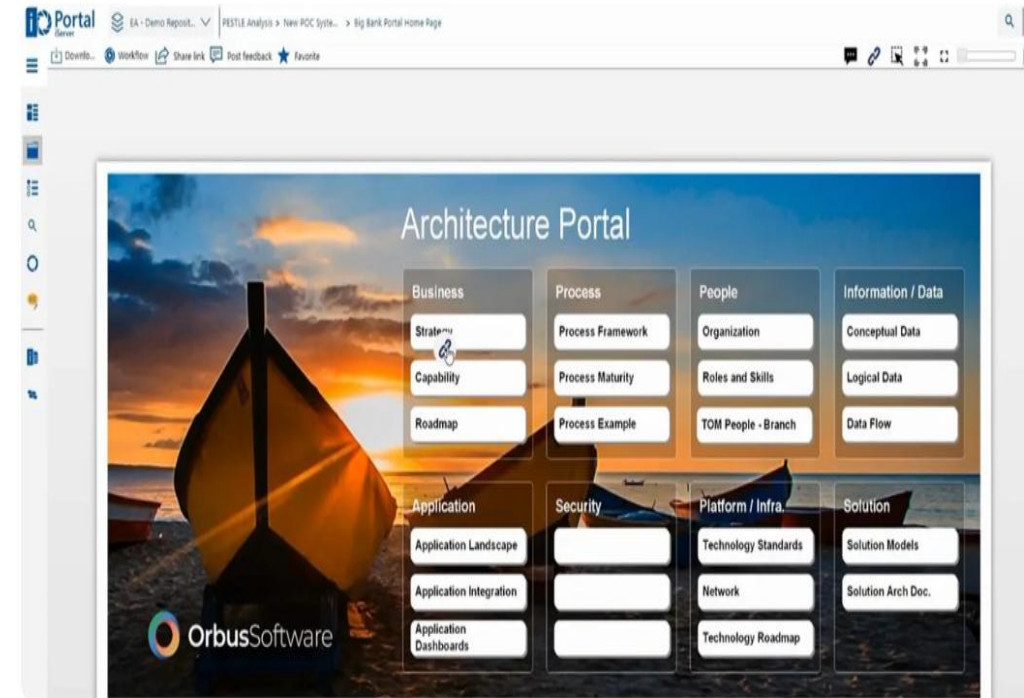 Portal
iServer
EA - Demo Reposit...
PESTLE Analysis > New POC Syste... > Big Bank Portal Home Page
Downlo...
Workflow
Share link
Post feedback
Favorite
Architecture Portal
Business
Strategy
Capability
Roadmap
Process
Process Framework
Process Maturity
Process Example
People
Organization
Roles and Skills
TOM People - Branch
Information / Data
Conceptual Data
Logical Data
Data Flow
Application
Application Landscape
Application Integration
Application
Dashboards
Security
Platform / Infra.
Technology Standards
Network
Technology Roadmap
Solution
Solution Models
Solution Arch Doc.
OrbusSoftware